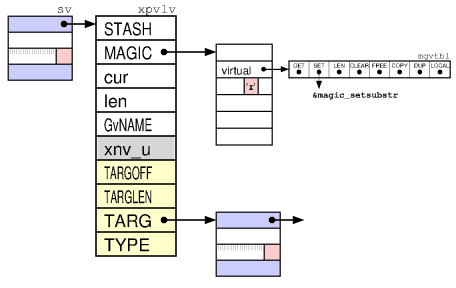 sv
xpvlv
STASH
MAGIC
cur
len
GvNAME
xnv_u
TARGOFF
TARGLEN
TARG
TYPE
virtual
'x'
mgvtbl
GET SET LEN CLEAR FREE COPY DUP LOCAL
&magic_setsubstr